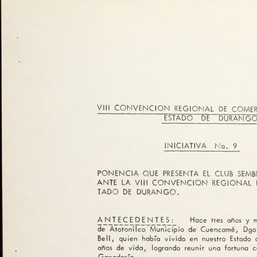 VIII CONVENCION REGIONAL DE
ESTADO DE DURANGO
INICIATIVA No. 9
PONENCIA QUE PRESENTA EL CLUB
ANTE LA VIII CONVENCION REGIONAL
TADO DE DURANGO.
ANTECEDENTES: Hace tres años y
de Atotonilco Municipio de Cuencamé, Dgo
Bell, quien había vivido en nuestro Estado
años de vida, logrando reunir una fortuna